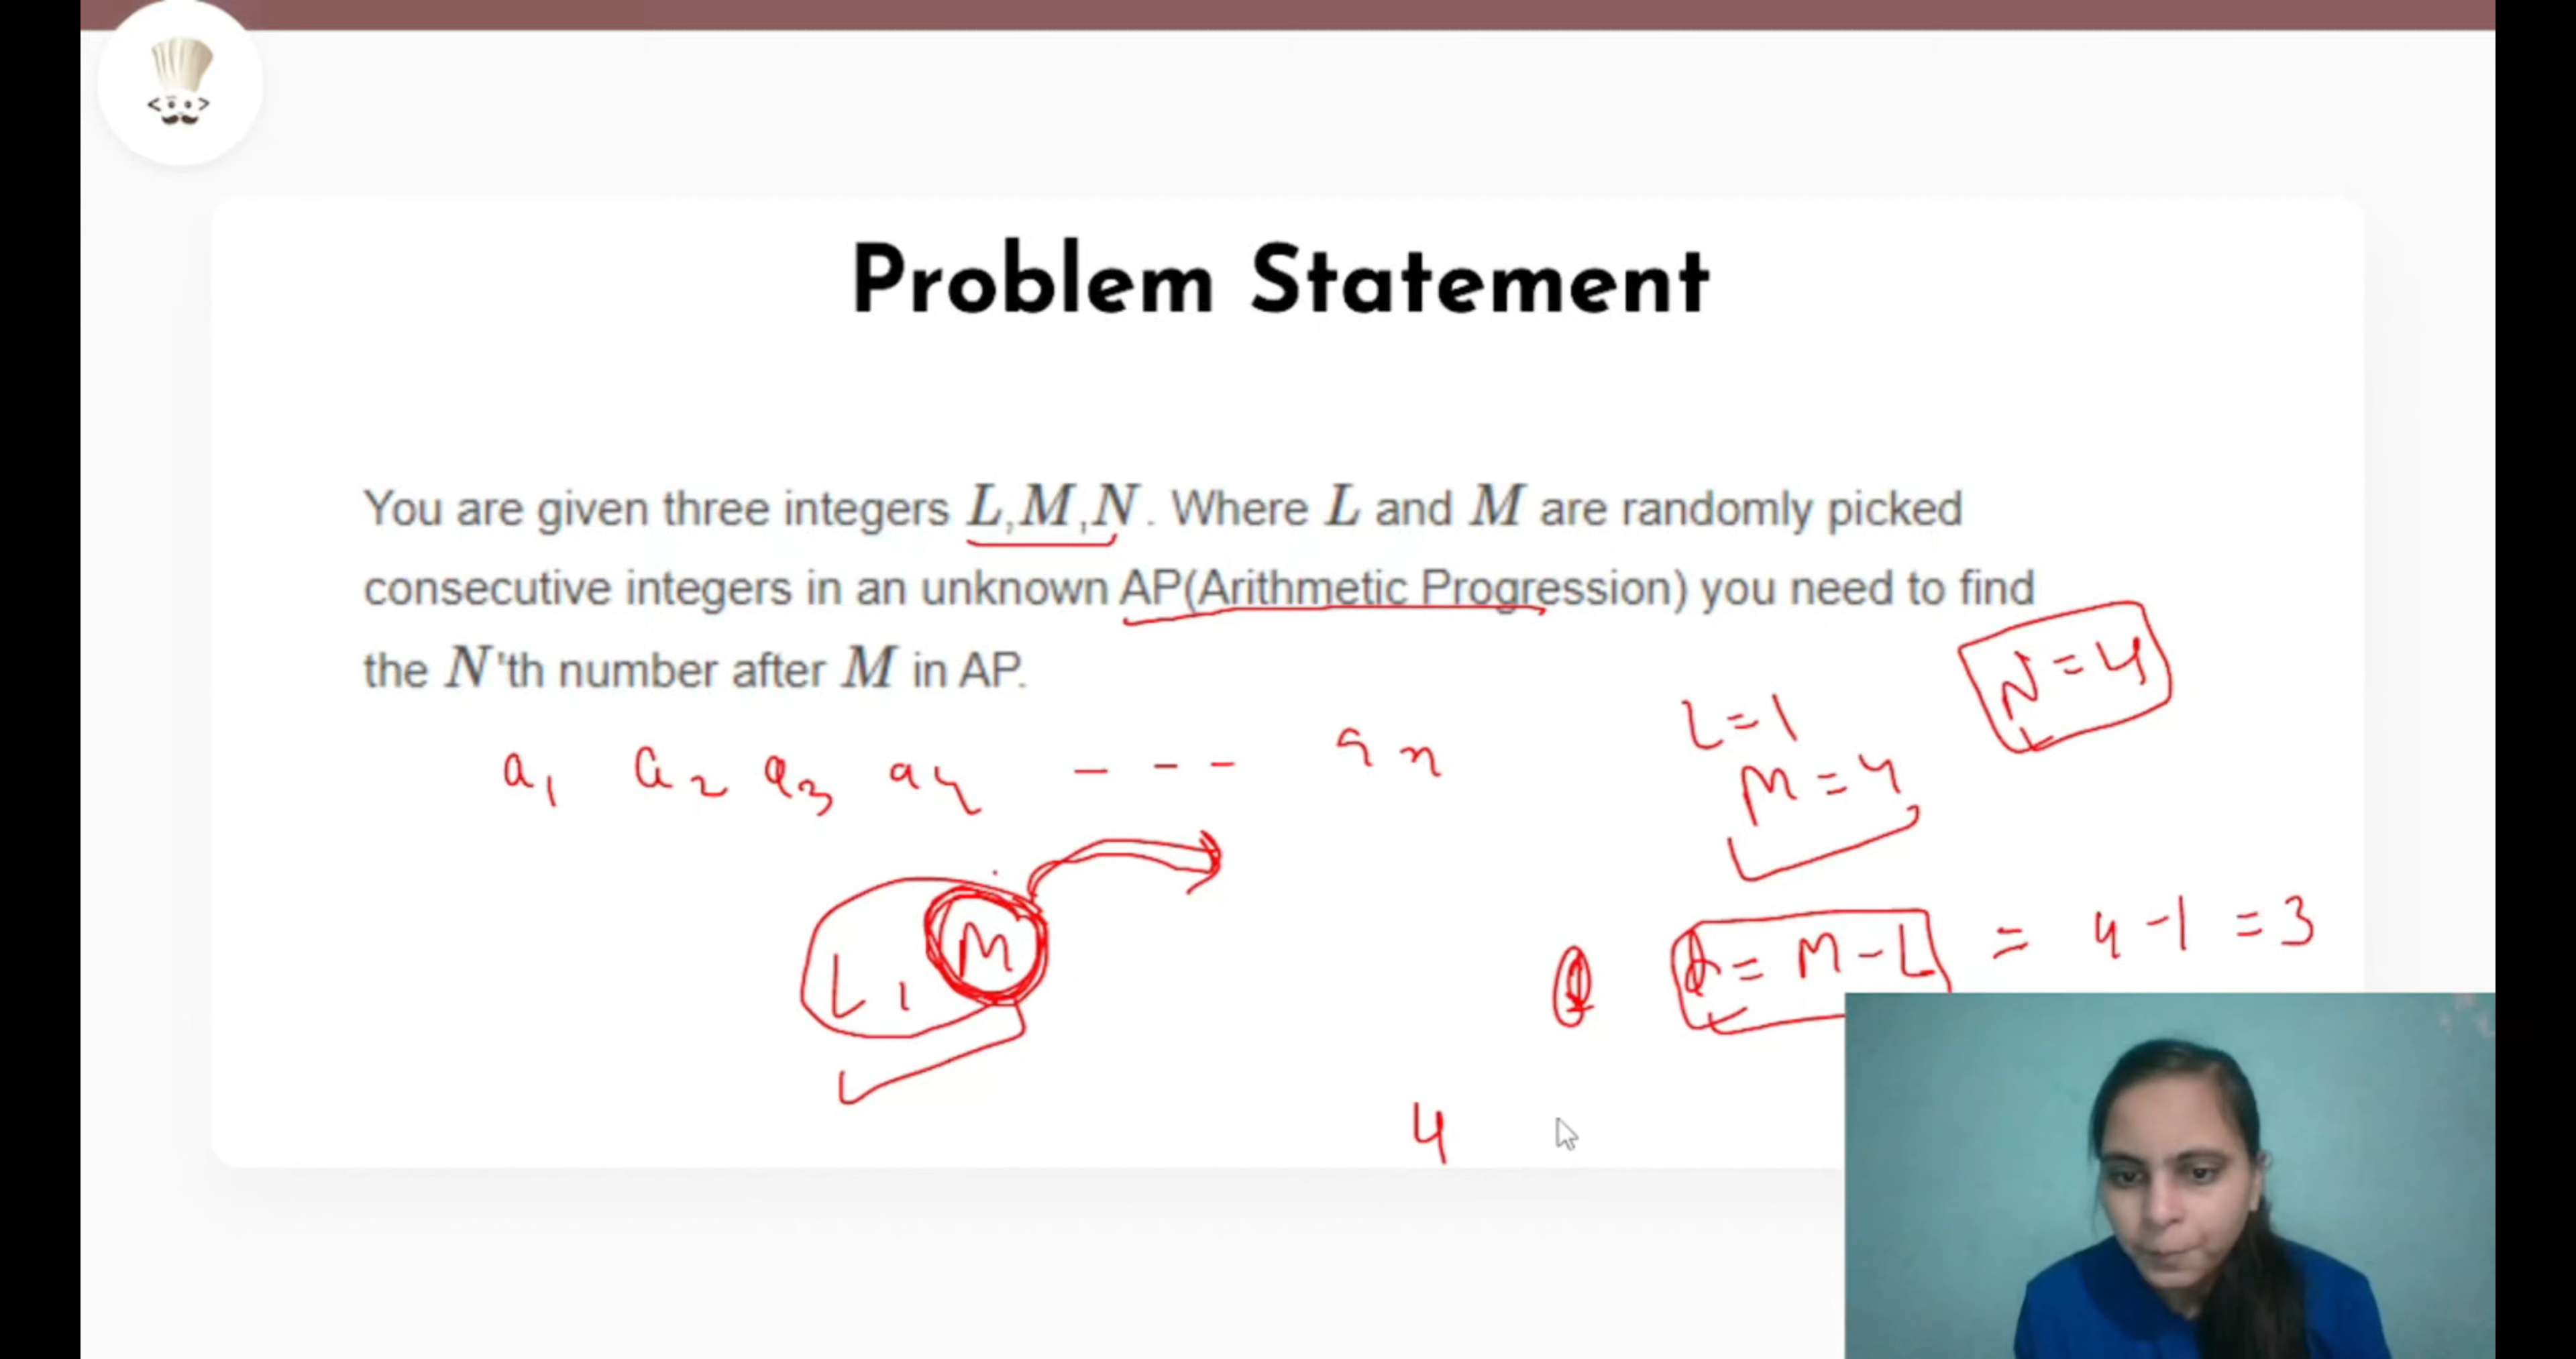 Problem Statement
You are given three integers L,M,N. Where L and M are randomly picked
consecutive integers in an unknown AP(Arithmetic Progression) you need to find
the N'th number after M in AP.
N=4
L=1
a1 a2 a3 a4 - - - an
M=4
L, M
d=M-L = 4-1=3
4